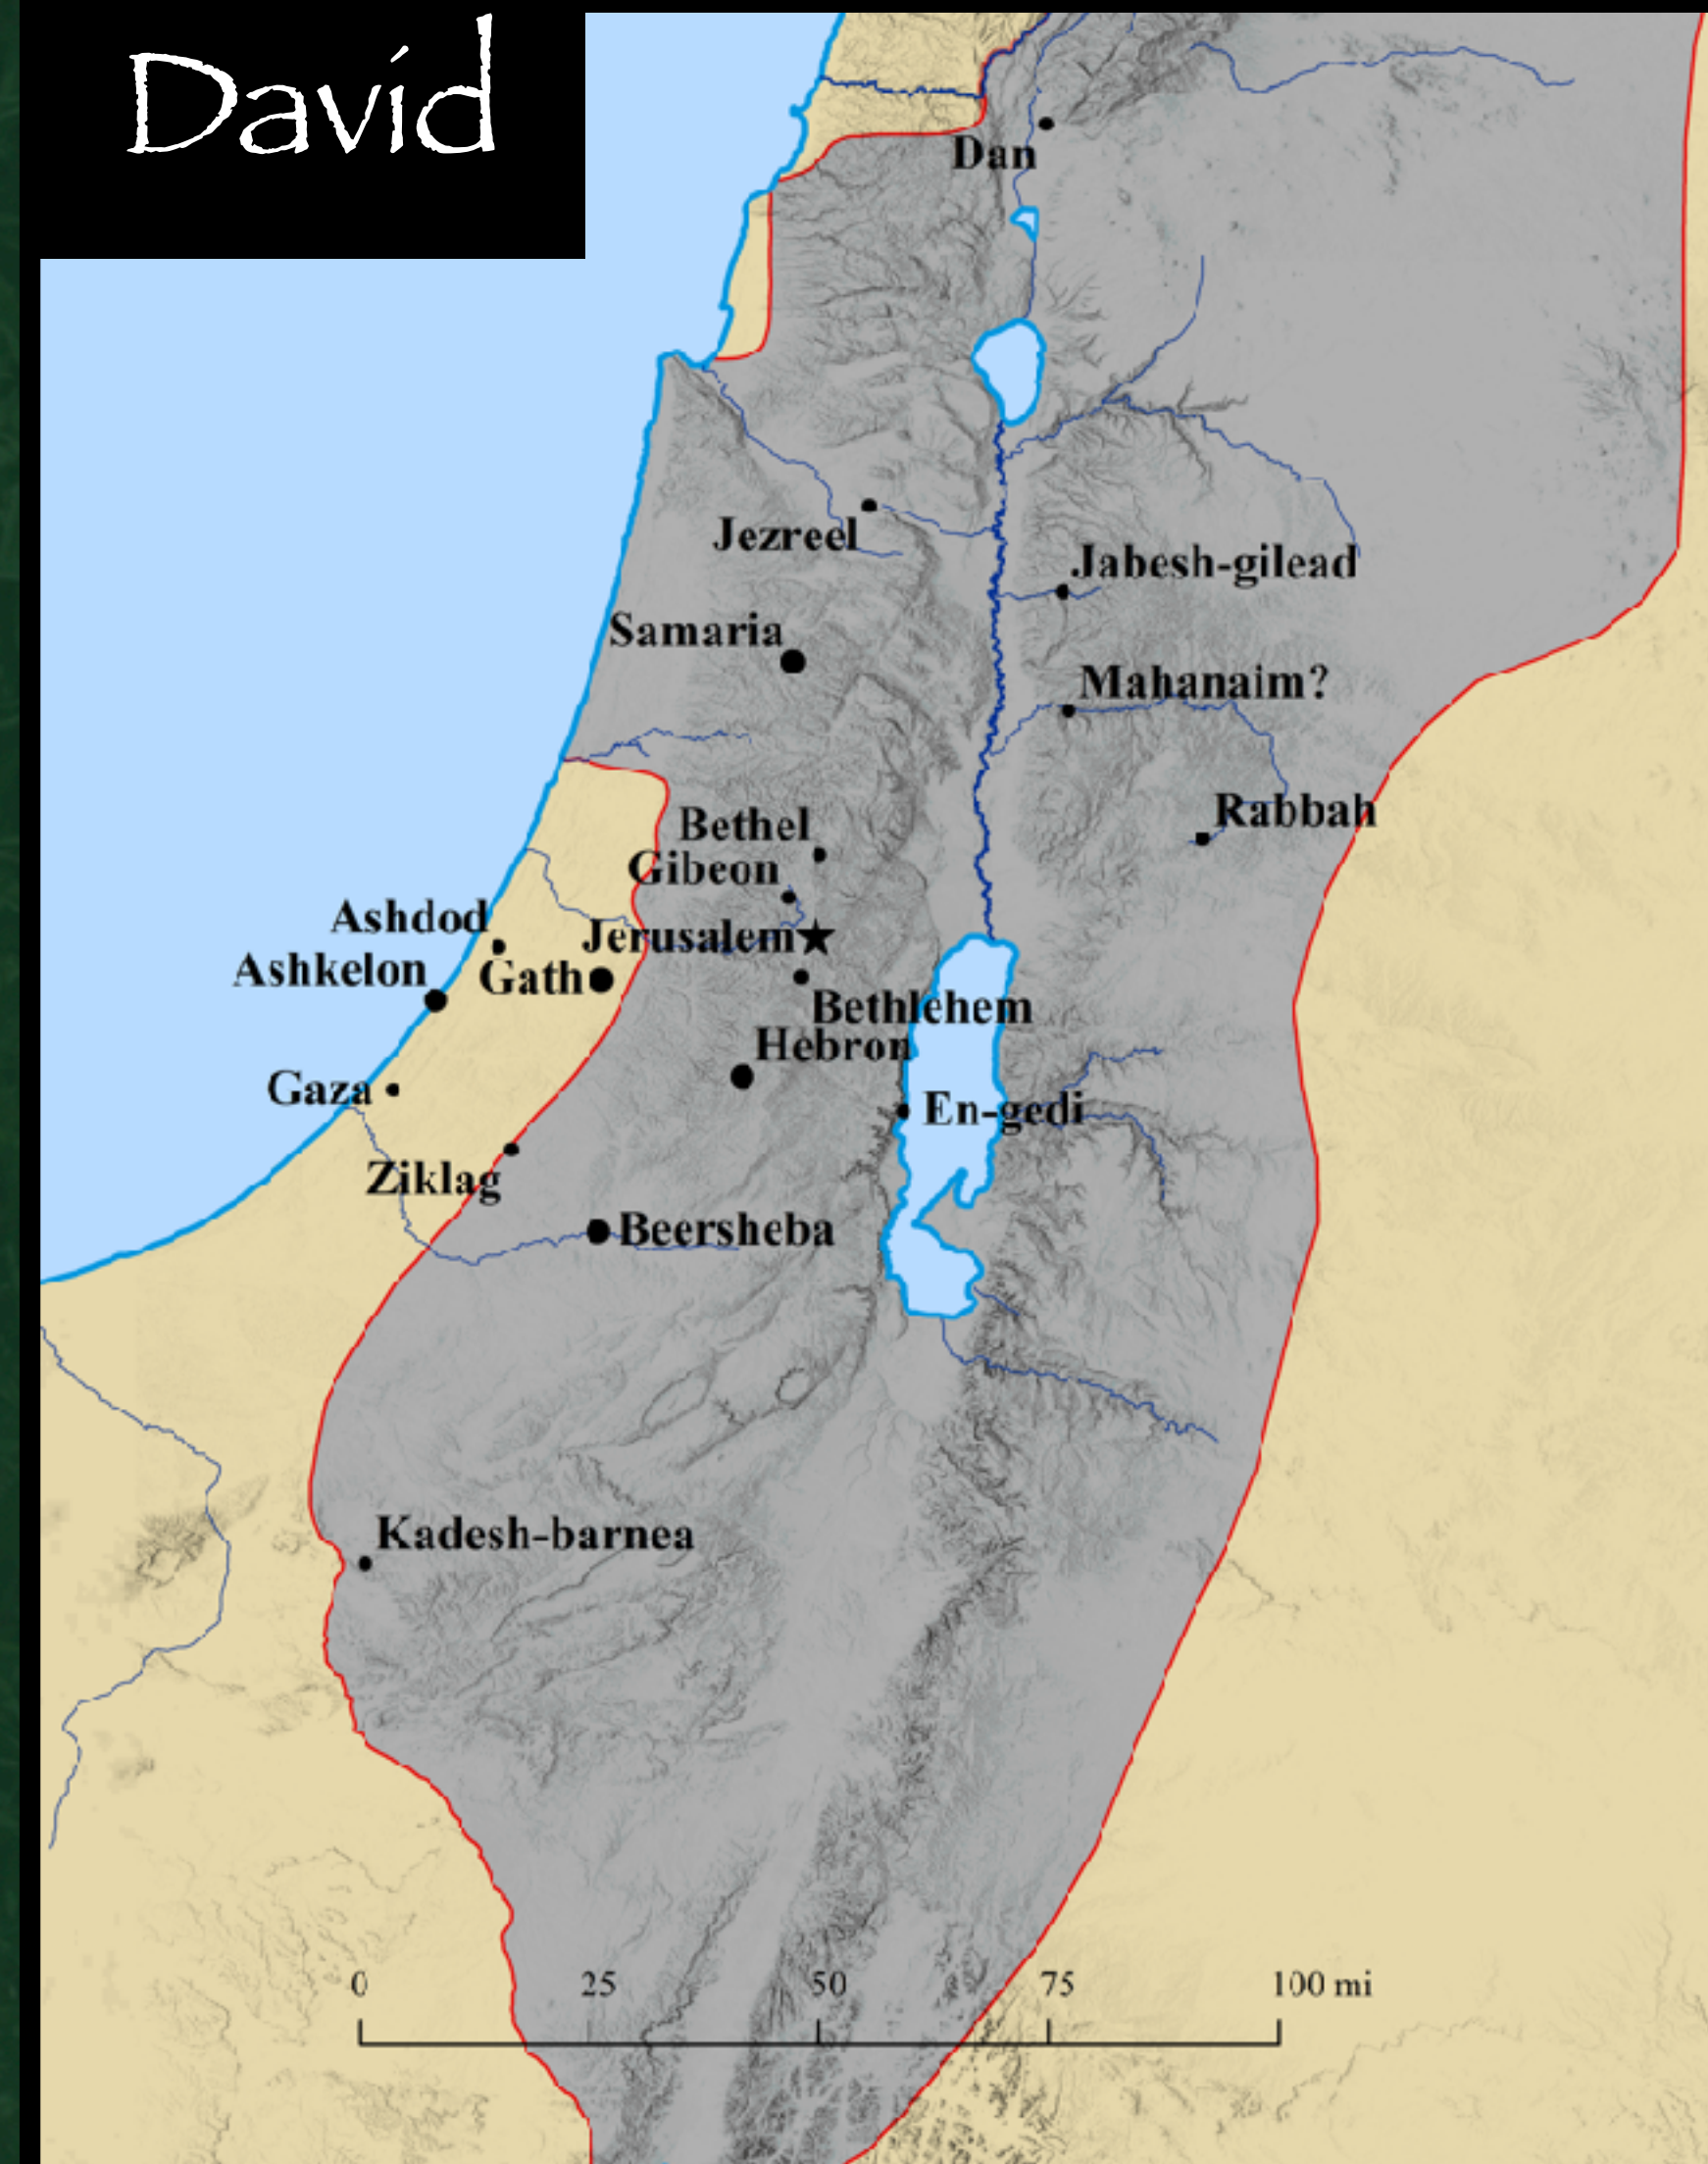 David
Dan
Jezreel
Jabesh-gilead
Samaria
Mahanaim?
Rabbah
Bethel
Gibeon
Ashdod
Jerusalem
Ashkelon
Gath
Bethlehem
Hebron
Gaza
En-gedi
Ziklag
Beersheba
Kadesh-barnea
0 25 50 75 100 mi